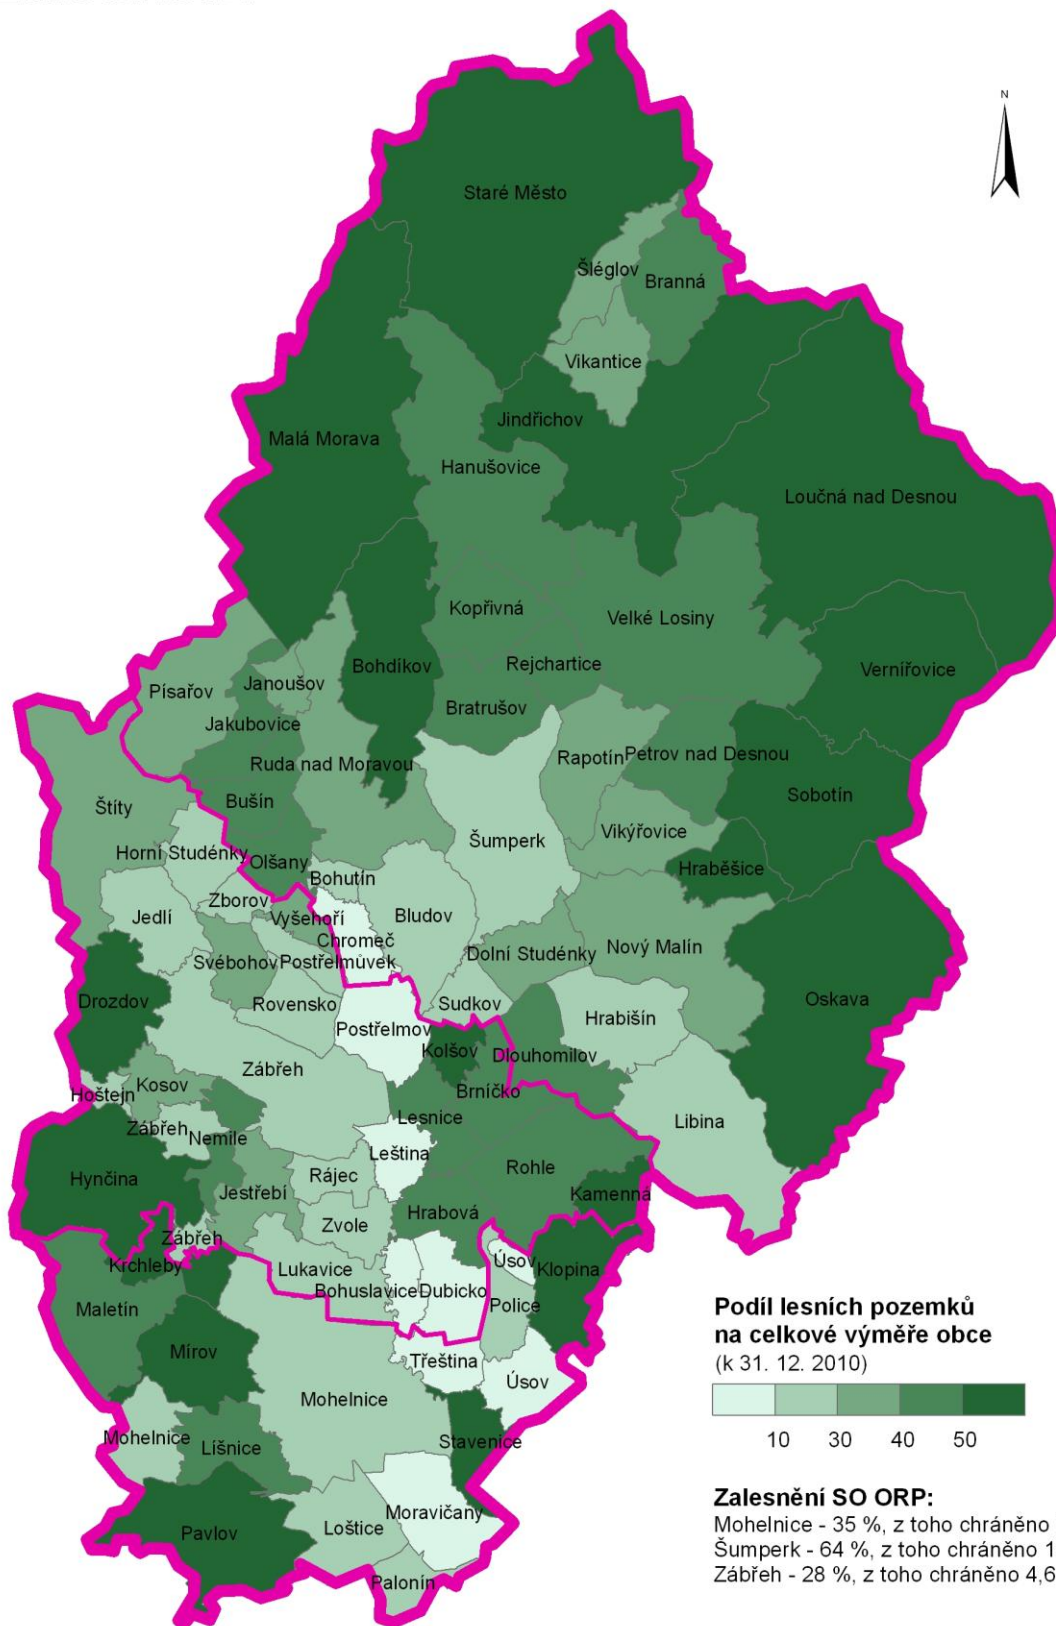 N
Staré Město
Šléglov
Branná
Vikantice
Jindřichov
Malá Morava
Hanušovice
Loučná nad Desnou
Kopřivná
Velké Losiny
Bohdíkov
Rejchartice
Vernířovice
Písařov
Janoušov
Bratrušov
Jakubovice
Ruda nad Moravou
Rapotín
Petrov nad Desnou
Sobotín
Štíty
Bušín
Šumperk
Vikýřovice
Horní Studénky
Olšany
Hraběšice
Bohutín
Zborov
Jedlí
Bludov
Vyšehoří
Chromeč
Nový Malín
Dolní Studénky
Svébohov
Postřelmůvek
Drozdov
Rovensko
Sudkov
Oskava
Hrabišín
Postřelmov
Kolšov
Dlouhomilov
Zábřeh
Kosov
Hoštejn
Brníčko
Lesnice
Libina
Zábřeh
Nemile
Leština
Hynčina
Rájec
Rohle
Jestřebí
Kamenná
Hrabová
Zvole
Zábřeh
Krchleby
Lukavice
Úsov
Klopina
Bohuslavice
Dubicko
Maletín
Police
Mírov
Třeština
Úsov
Mohelnice
Mohelnice
Líšnice
Stavenice
Moravičany
Pavlov
Loštice
Palonín
Podíl lesních pozemků
na celkové výměře obce
(k 31. 12. 2010)
10 30 40 50
Zalesnění SO ORP:
Mohelnice - 35 %, z toho chráněno
Šumperk - 64 %, z toho chráněno 1
Zábřeh - 28 %, z toho chráněno 4,6